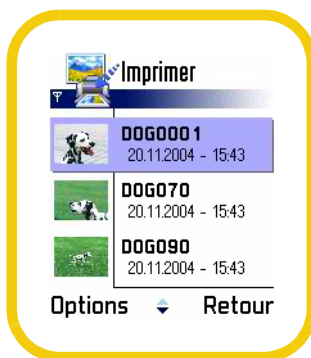 Imprimer
DOG0001
20.11.2004 - 15:43
DOG070
20.11.2004 - 15:43
DOG090
20.11.2004 - 15:43
Options Retour